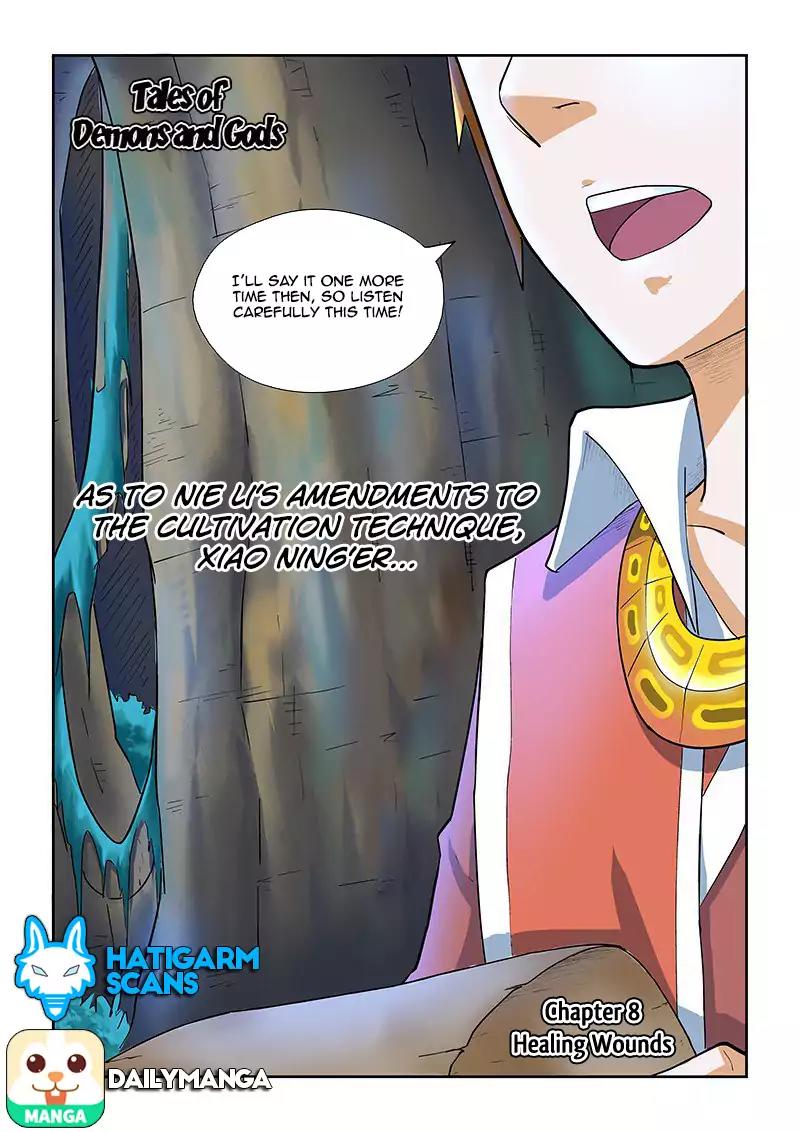 Tales of
Demons and Gods
I'LL SAY IT ONE MORE
TIME THEN, SO LISTEN
CAREFULLY THIS TIME!
AS TO NIE LI'S AMENDMENTS TO
THE CULTIVATION TECHNIQUE,
XIAO NING'ER...
HATIGARM
SCANS
Chapter 8
Healing Wounds
MANGA
DAILYMANGA